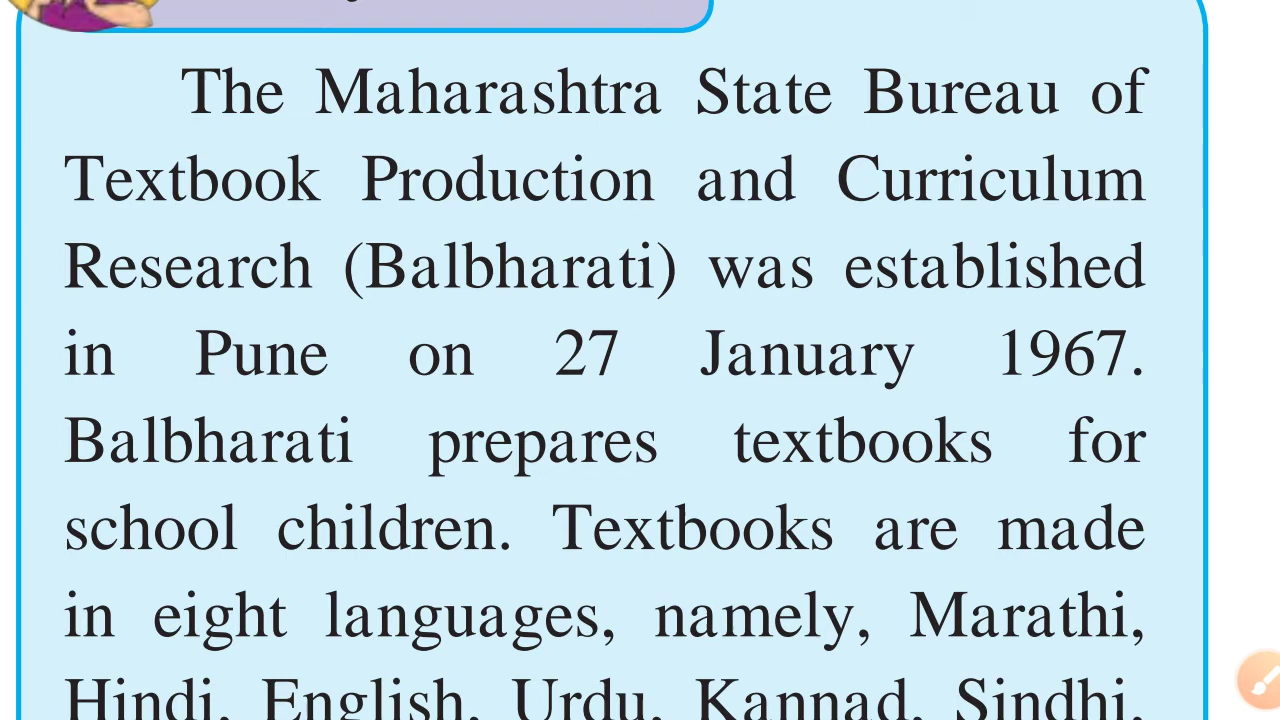 The Maharashtra State Bureau of
Textbook Production and Curriculum
Research (Balbharati) was established
in Pune on 27 January 1967.
Balbharati prepares textbooks for
school children. Textbooks are made
in eight languages, namely, Marathi,
Hindi, English, Urdu, Kannad, Sindhi,